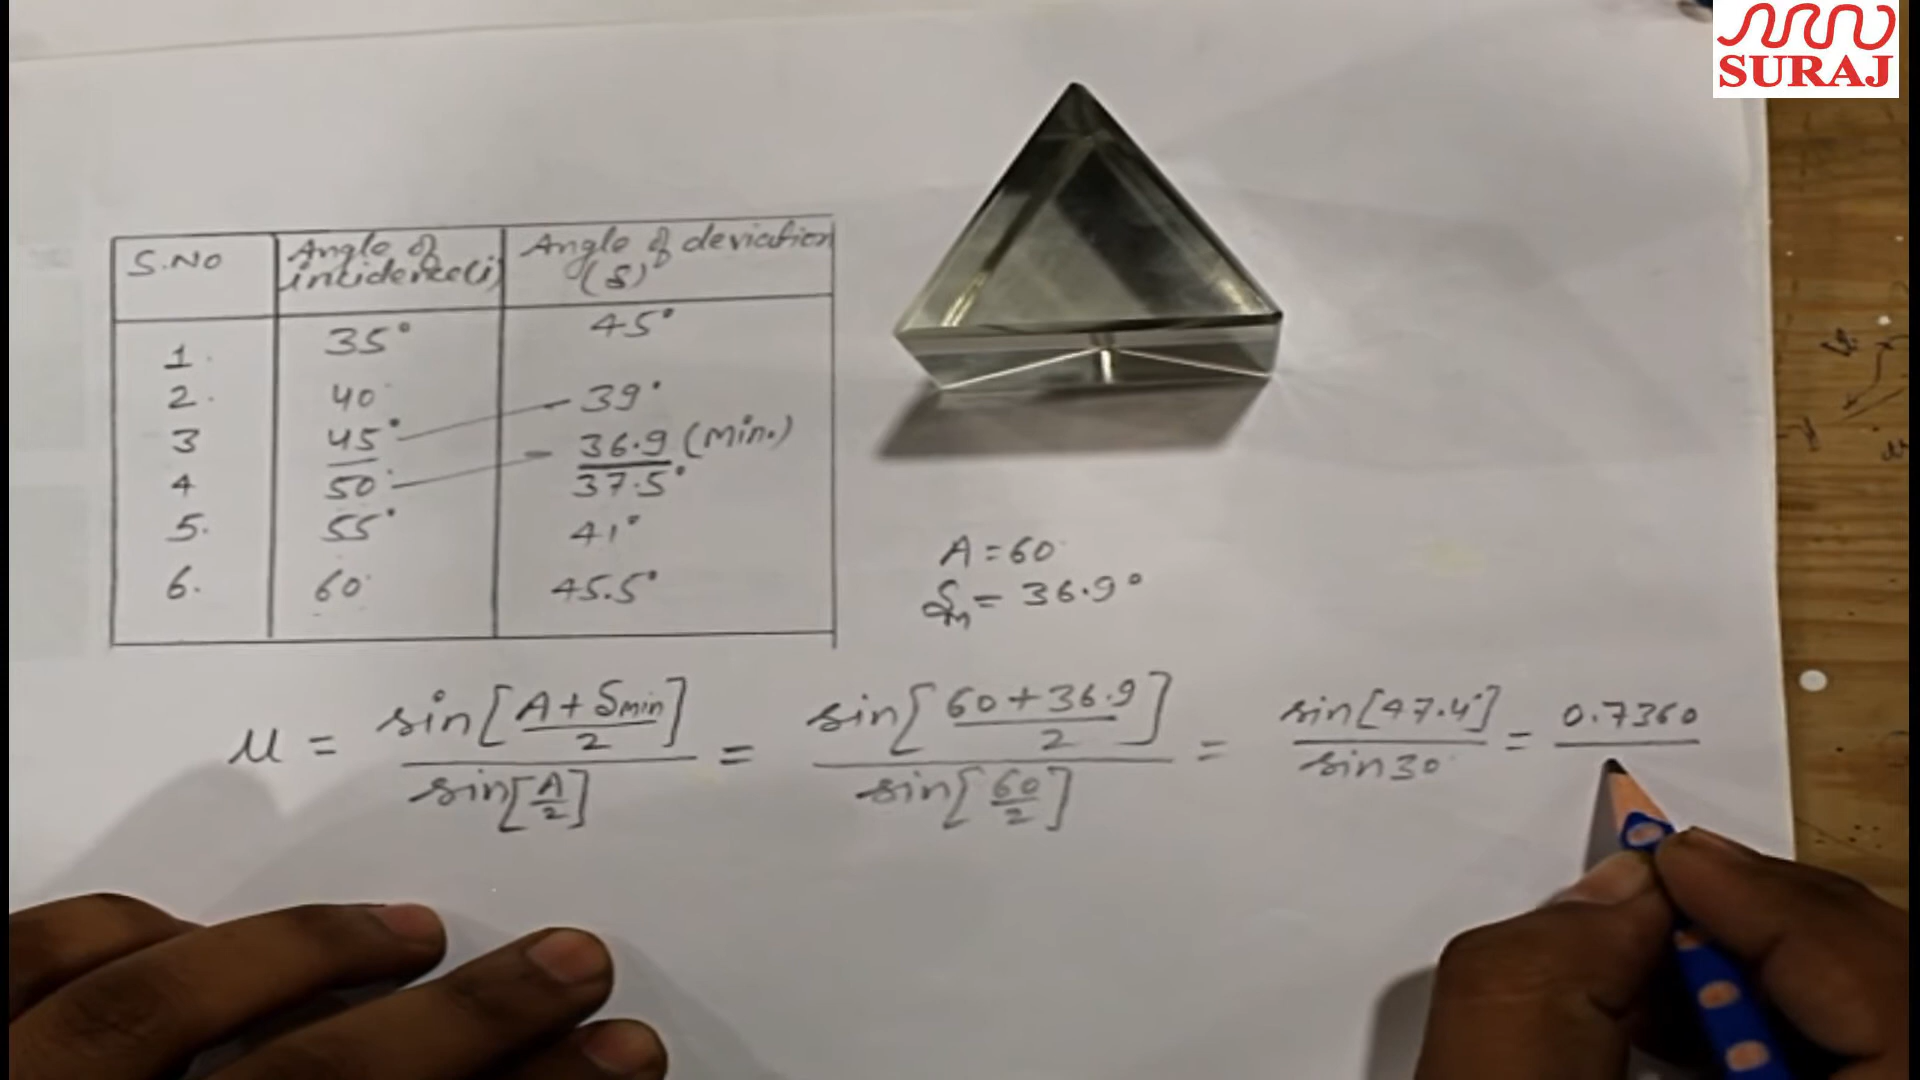 SURAJ
S.No | Angle of incidence(i) | Angle of deviation (δ)
1. | 35° | 45°
2. | 40° | 39°
3 | 45° | 36.9 (Min.)
4 | 50° | 37.5°
5. | 55° | 41°
6. | 60° | 45.5°
A = 60°
δm = 36.9°
μ = sin[A+δmin/2] / sin[A/2] = sin[60+36.9/2] / sin[60/2] = sin[47.4°] / sin30° = 0.7360